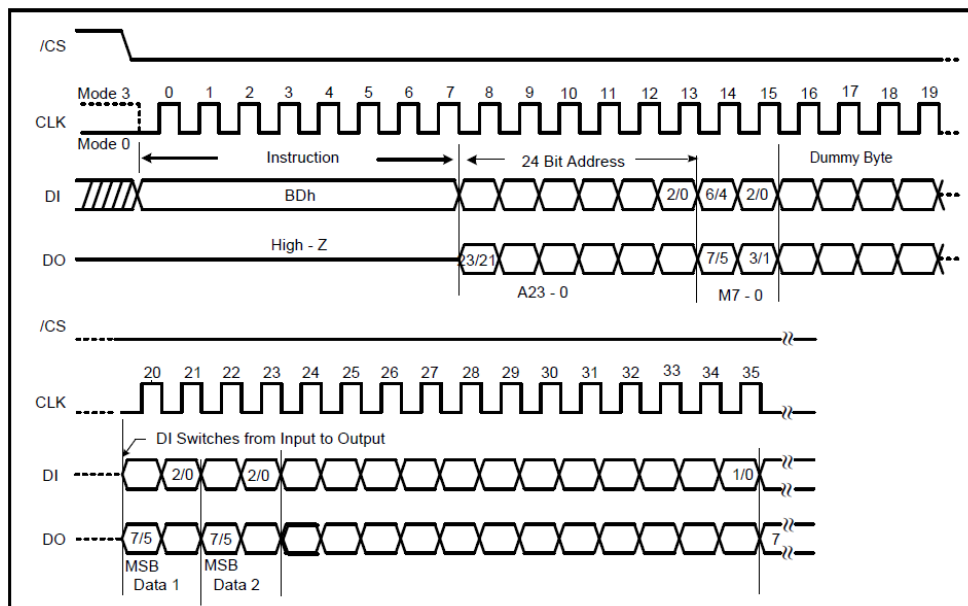 /CS
Mode 3 0 1 2 3 4 5 6 7 8 9 10 11 12 13 14 15 16 17 18 19
CLK
Mode 0
Instruction 24 Bit Address Dummy Byte
DI BDh 2/0 6/4 2/0
High - Z
DO 23/21 7/5 3/1
A23 - 0 M7 - 0
/CS
20 21 22 23 24 25 26 27 28 29 30 31 32 33 34 35
CLK
DI Switches from Input to Output
DI 2/0 2/0 1/0
DO 7/5 7/5 7
MSB MSB
Data 1 Data 2